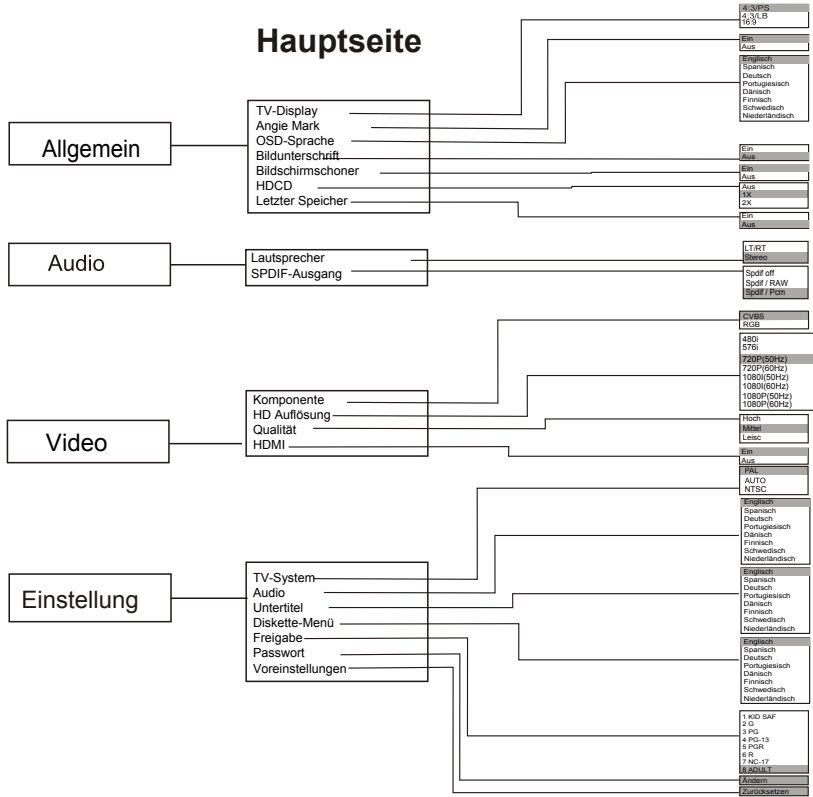 Hauptseite
Allgemein
TV-Display
Angie Mark
OSD-Sprache
Bildunterschrift
Bildschirmschoner
HDCD
Letzter Speicher
4:3/PS
4:3/LB
16:9
Ein
Aus
Englisch
Spanisch
Deutsch
Portugiesisch
Dänisch
Finnisch
Schwedisch
Niederländisch
Ein
Aus
Ein
Aus
Aus
1X
2X
Ein
Aus
Audio
Lautsprecher
SPDIF-Ausgang
LT/RT
Stereo
Spdif off
Spdif / RAW
Spdif / Pcm
Video
Komponente
HD Auflösung
Qualität
HDMI
CVBS
RGB
480i
576i
720P(50Hz)
720P(60Hz)
1080I(50Hz)
1080I(60Hz)
1080P(50Hz)
1080P(60Hz)
Hoch
Mittel
Leisc
Ein
Aus
Einstellung
TV-System
Audio
Untertitel
Diskette-Menü
Freigabe
Passwort
Voreinstellungen
PAL
AUTO
NTSC
Englisch
Spanisch
Deutsch
Portugiesisch
Dänisch
Finnisch
Schwedisch
Niederländisch
Englisch
Spanisch
Deutsch
Portugiesisch
Dänisch
Finnisch
Schwedisch
Niederländisch
Englisch
Spanisch
Deutsch
Portugiesisch
Dänisch
Finnisch
Schwedisch
Niederländisch
1 KID SAF
2 G
3 PG
4 PG-13
5 PGR
6 R
7 NC-17
8 ADULT
Ändern
Zurücksetzen